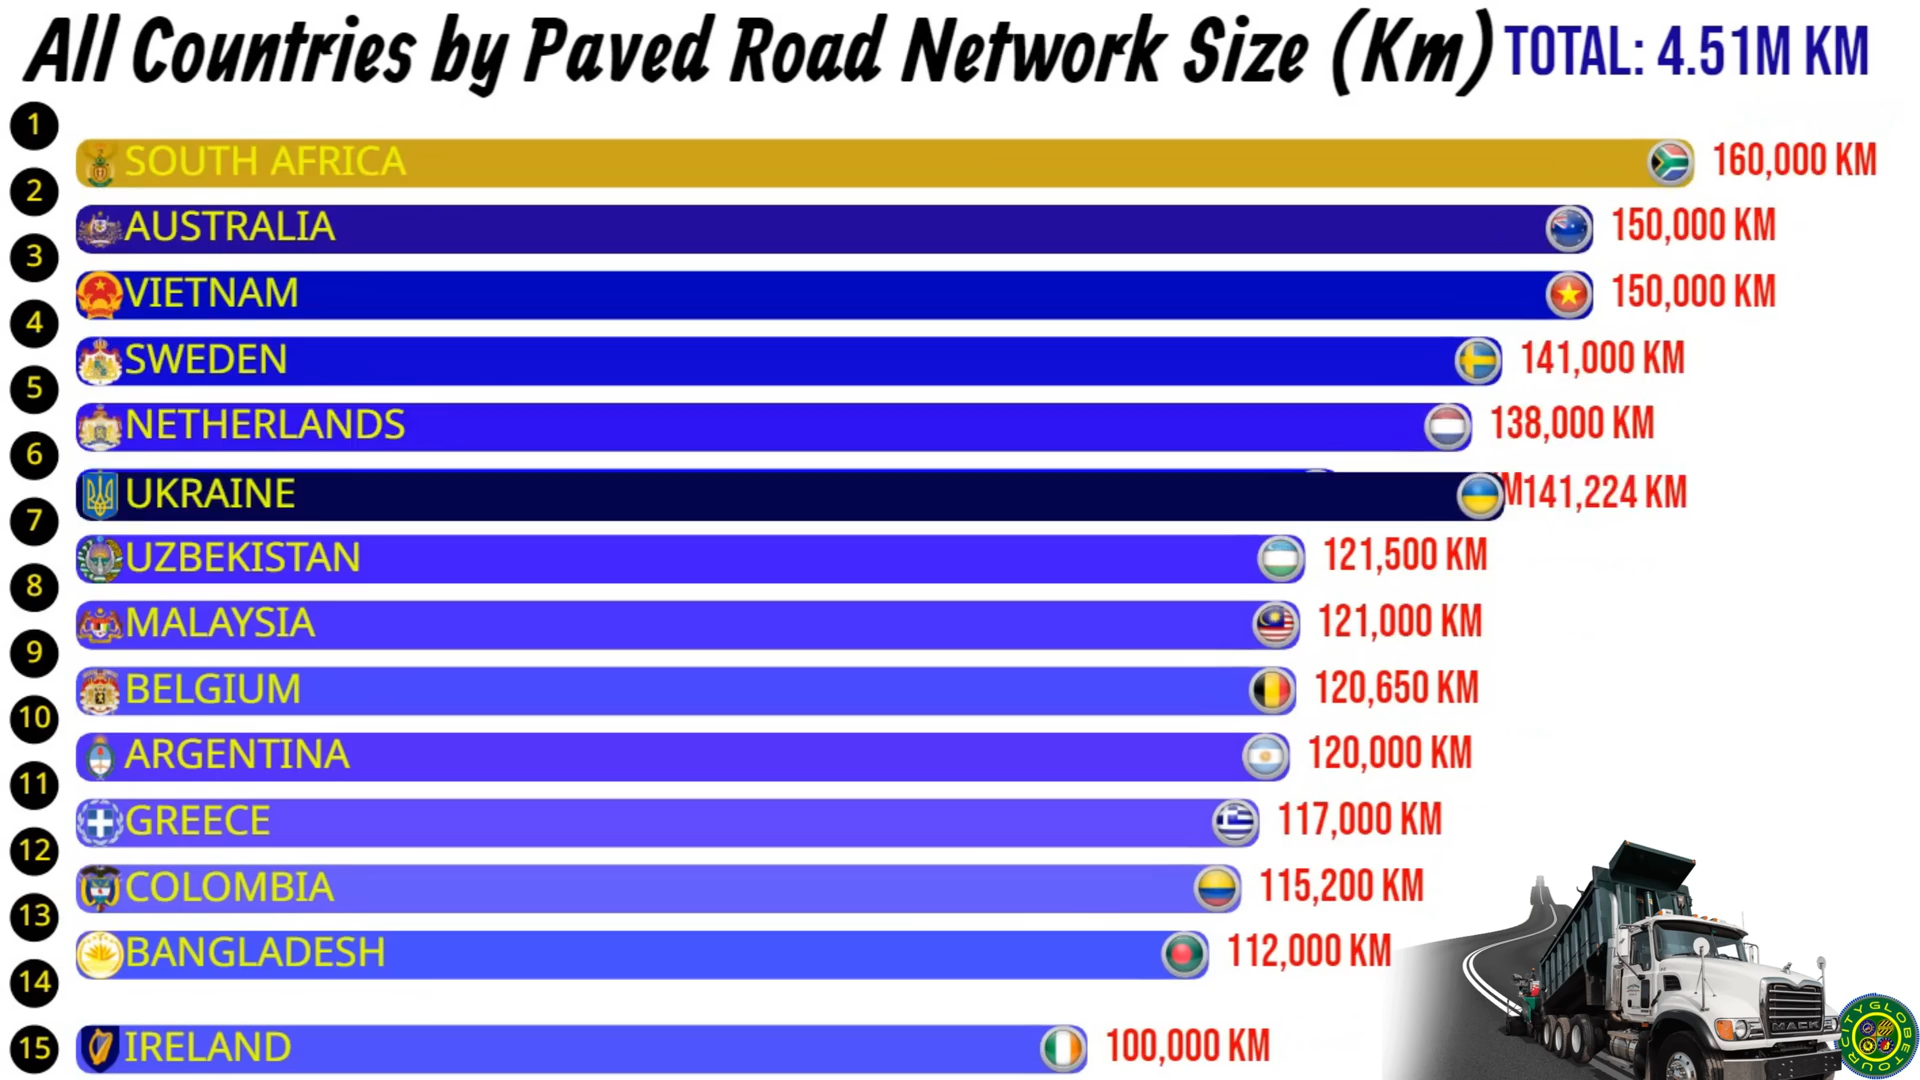 All Countries by Paved Road Network Size (Km) TOTAL: 4.51M KM
1
SOUTH AFRICA 160,000 KM
2
AUSTRALIA 150,000 KM
3
VIETNAM 150,000 KM
4
SWEDEN 141,000 KM
5
NETHERLANDS 138,000 KM
6
UKRAINE M141,224 KM
7
UZBEKISTAN 121,500 KM
8
MALAYSIA 121,000 KM
9
BELGIUM 120,650 KM
10
ARGENTINA 120,000 KM
11
GREECE 117,000 KM
12
COLOMBIA 115,200 KM
13
BANGLADESH 112,000 KM
14
15 IRELAND 100,000 KM
MACK
CITY GLOBE TOUR